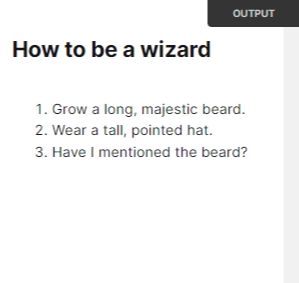 OUTPUT
How to be a wizard
1. Grow a long, majestic beard.
2. Wear a tall, pointed hat.
3. Have I mentioned the beard?